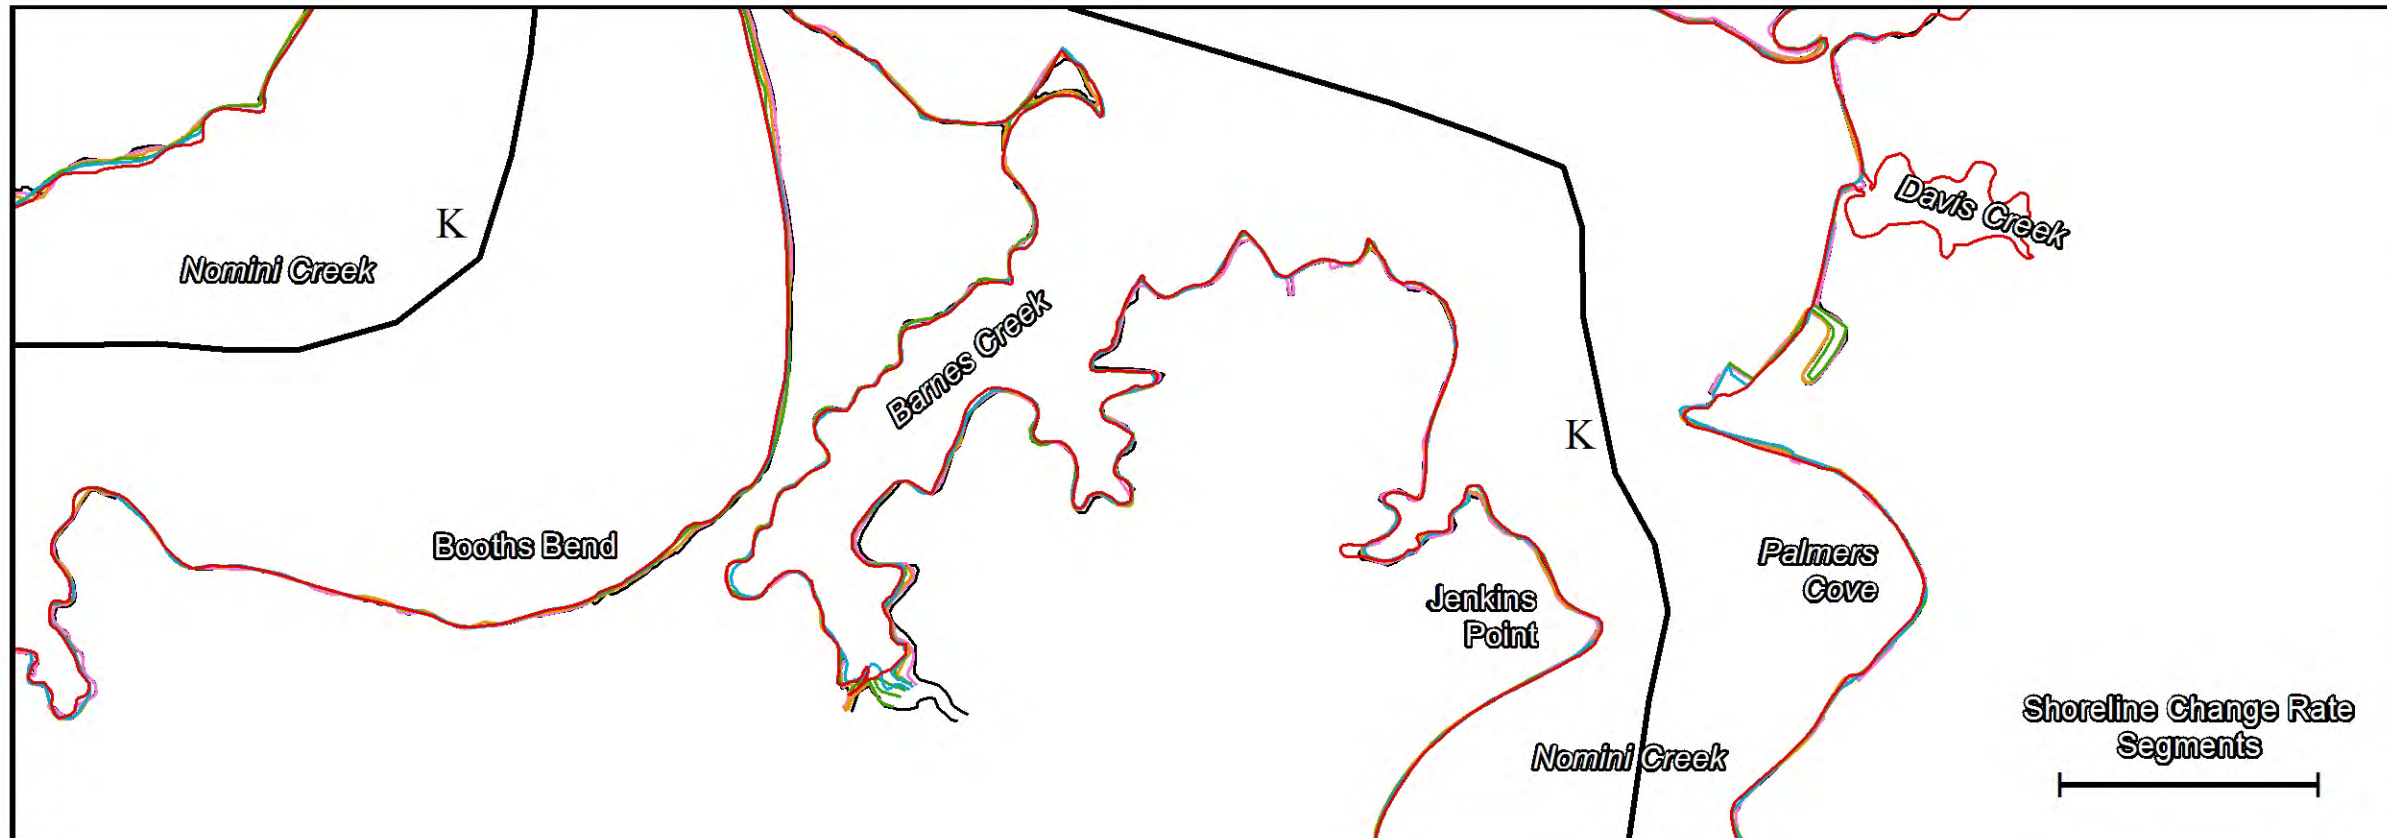 Davis Creek
K
Nomini Creek
Barnes Creek
K
Booths Bend
Palmers
Cove
Jenkins
Point
Shoreline Change Rate
Segments
Nomini Creek